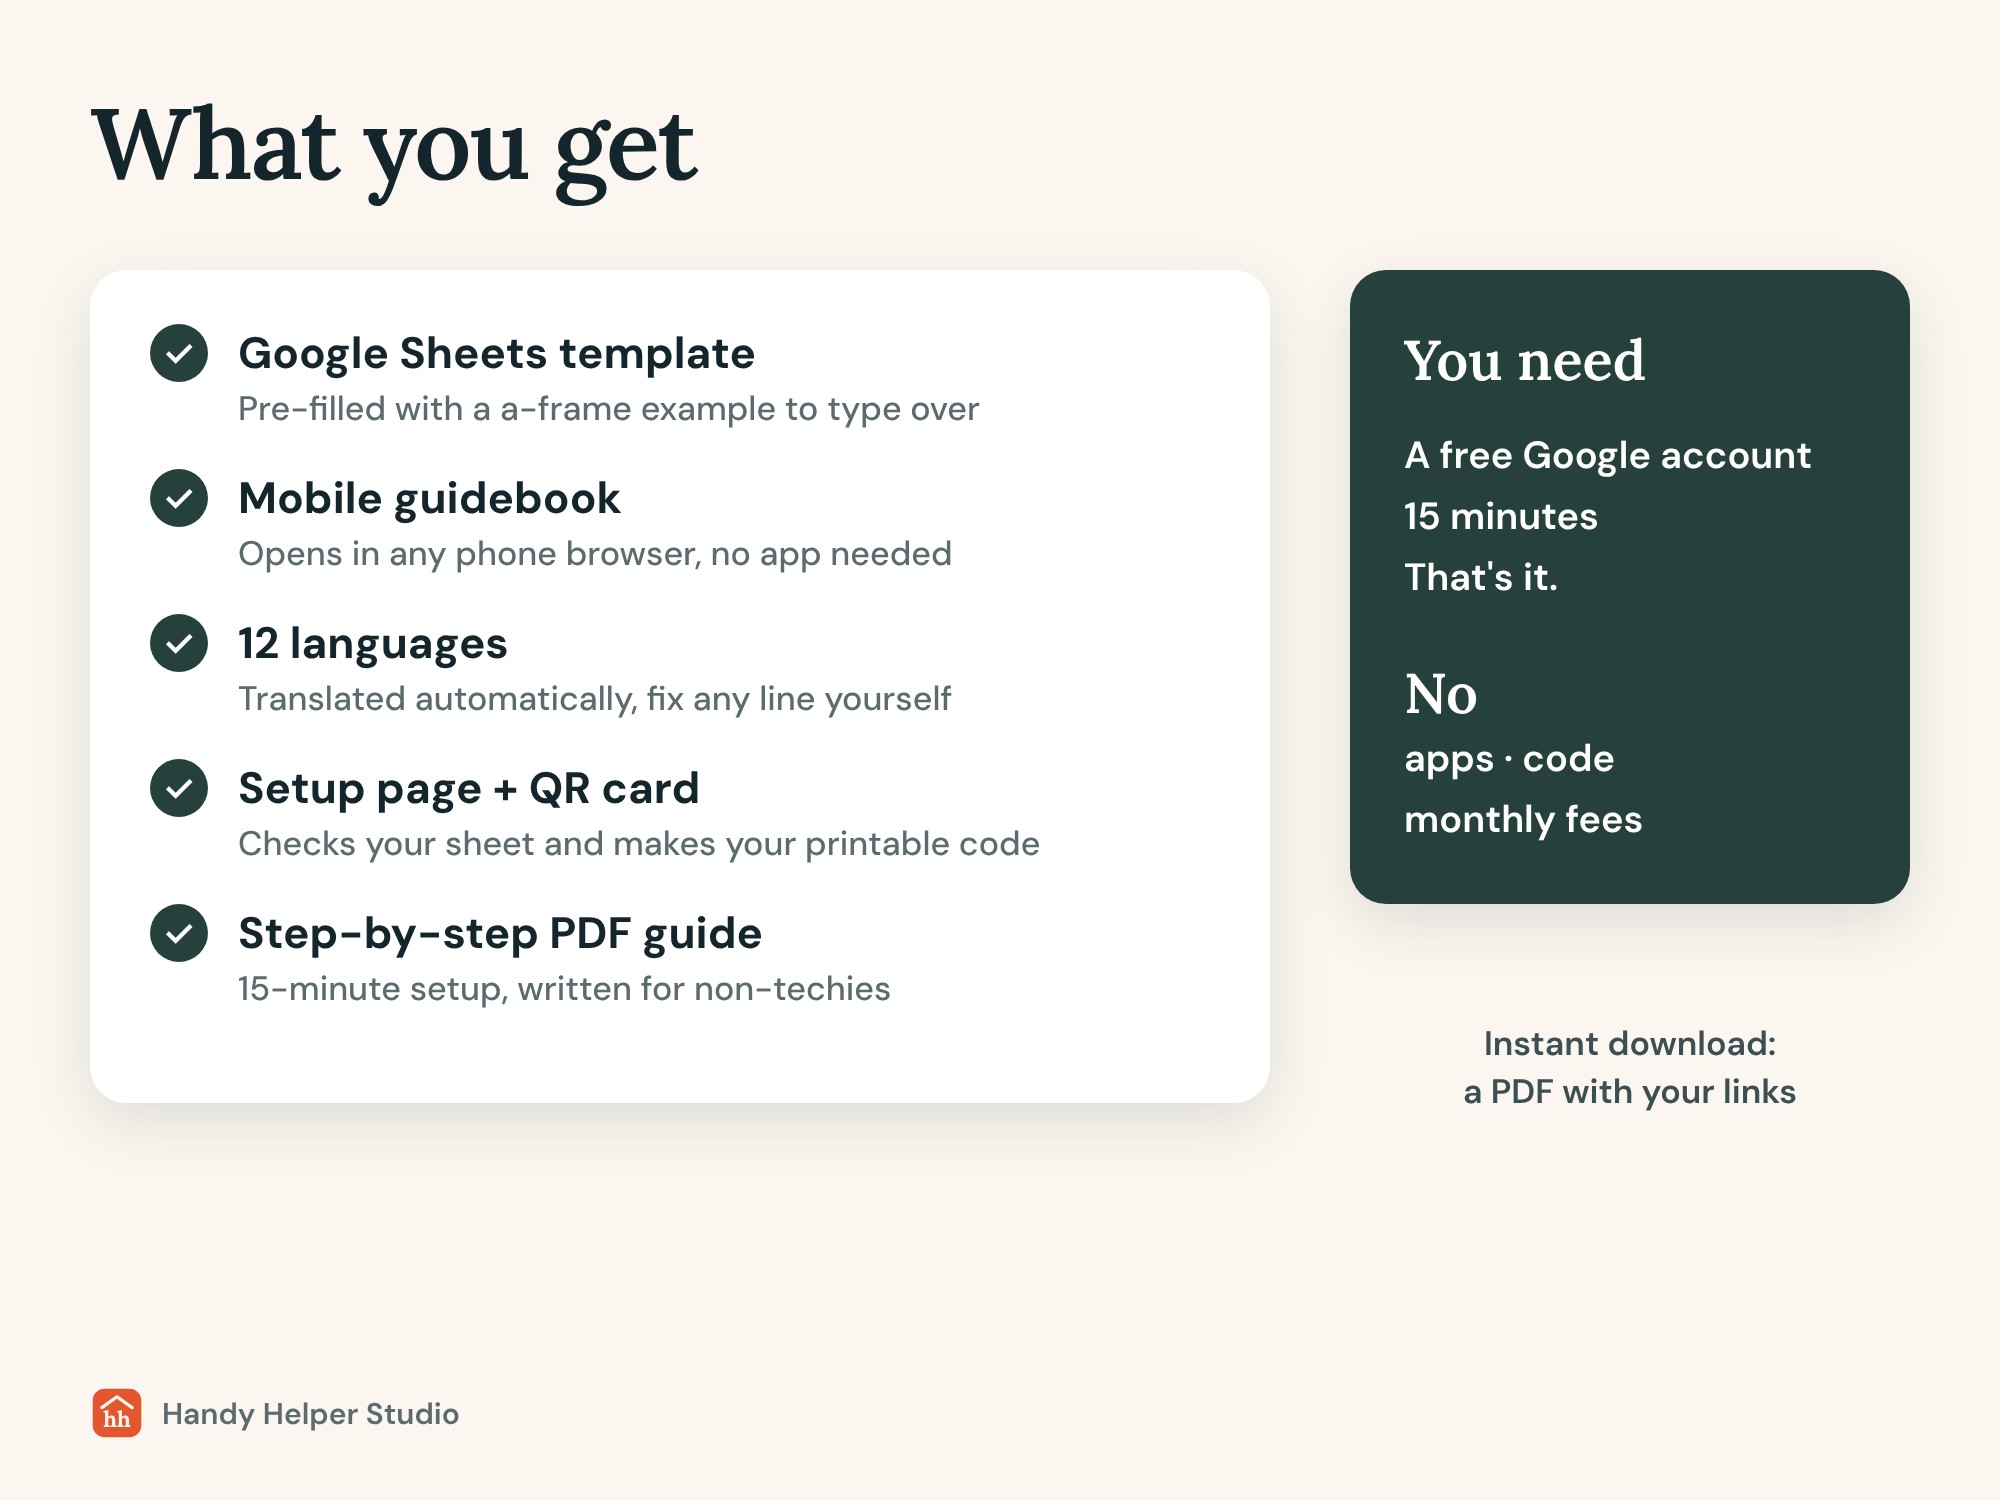 What you get
Google Sheets template
Pre-filled with a a-frame example to type over
Mobile guidebook
Opens in any phone browser, no app needed
12 languages
Translated automatically, fix any line yourself
Setup page + QR card
Checks your sheet and makes your printable code
Step-by-step PDF guide
15-minute setup, written for non-techies
You need
A free Google account
15 minutes
That's it.
No
apps · code
monthly fees
Instant download:
a PDF with your links
hh
Handy Helper Studio